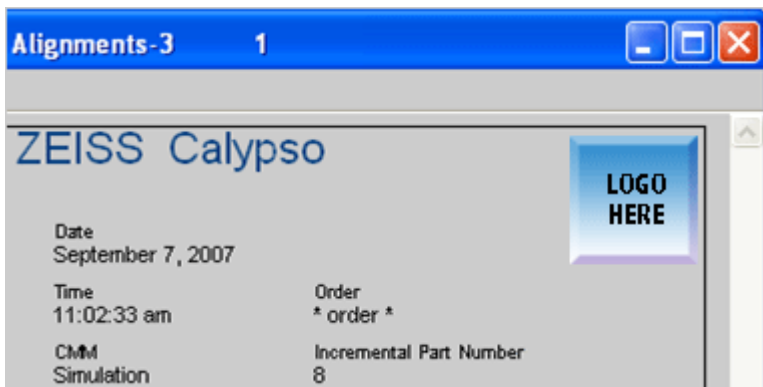 Alignments-3 1
ZEISS Calypso
LOGO
HERE
Date
September 7, 2007
Time
11:02:33 am
Order
* order *
CMM
Simulation
Incremental Part Number
8